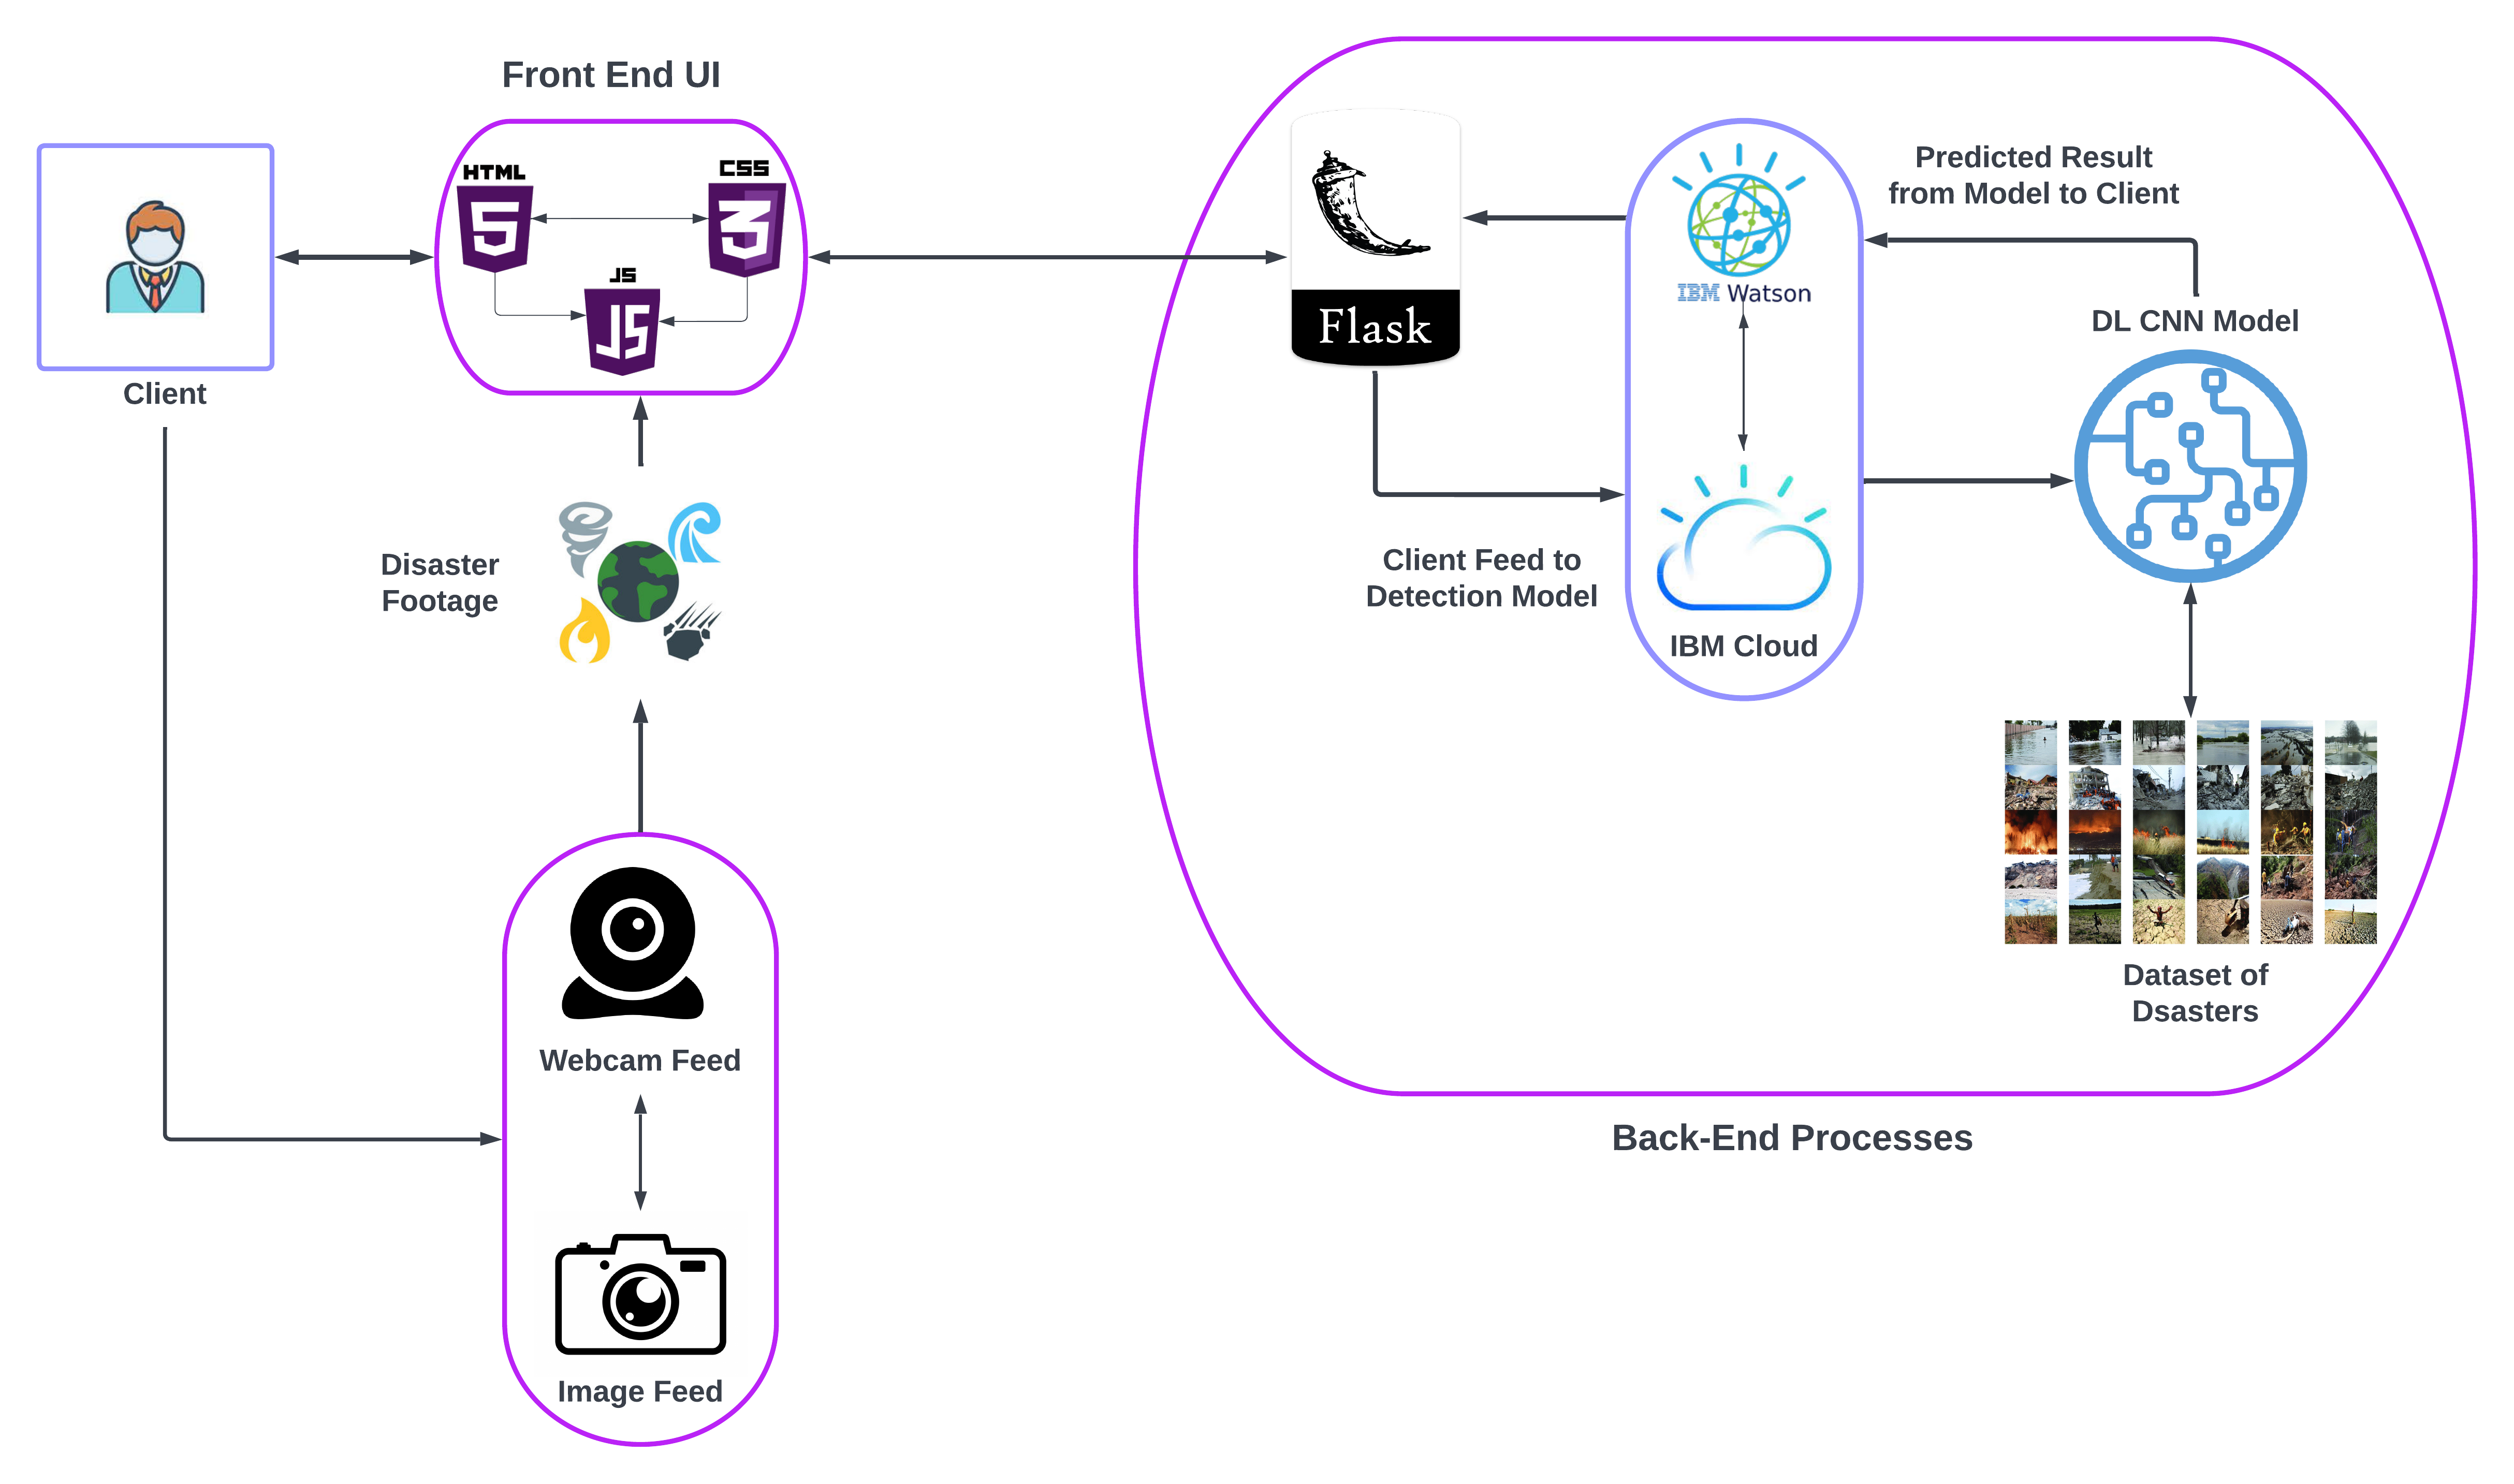 Front End UI
HTML
CSS
JS
JS
Client
Disaster
Footage
Webcam Feed
Image Feed
Flask
IBM Watson
IBM Cloud
Client Feed to
Detection Model
Predicted Result
from Model to Client
DL CNN Model
Dataset of
Dsasters
Back-End Processes